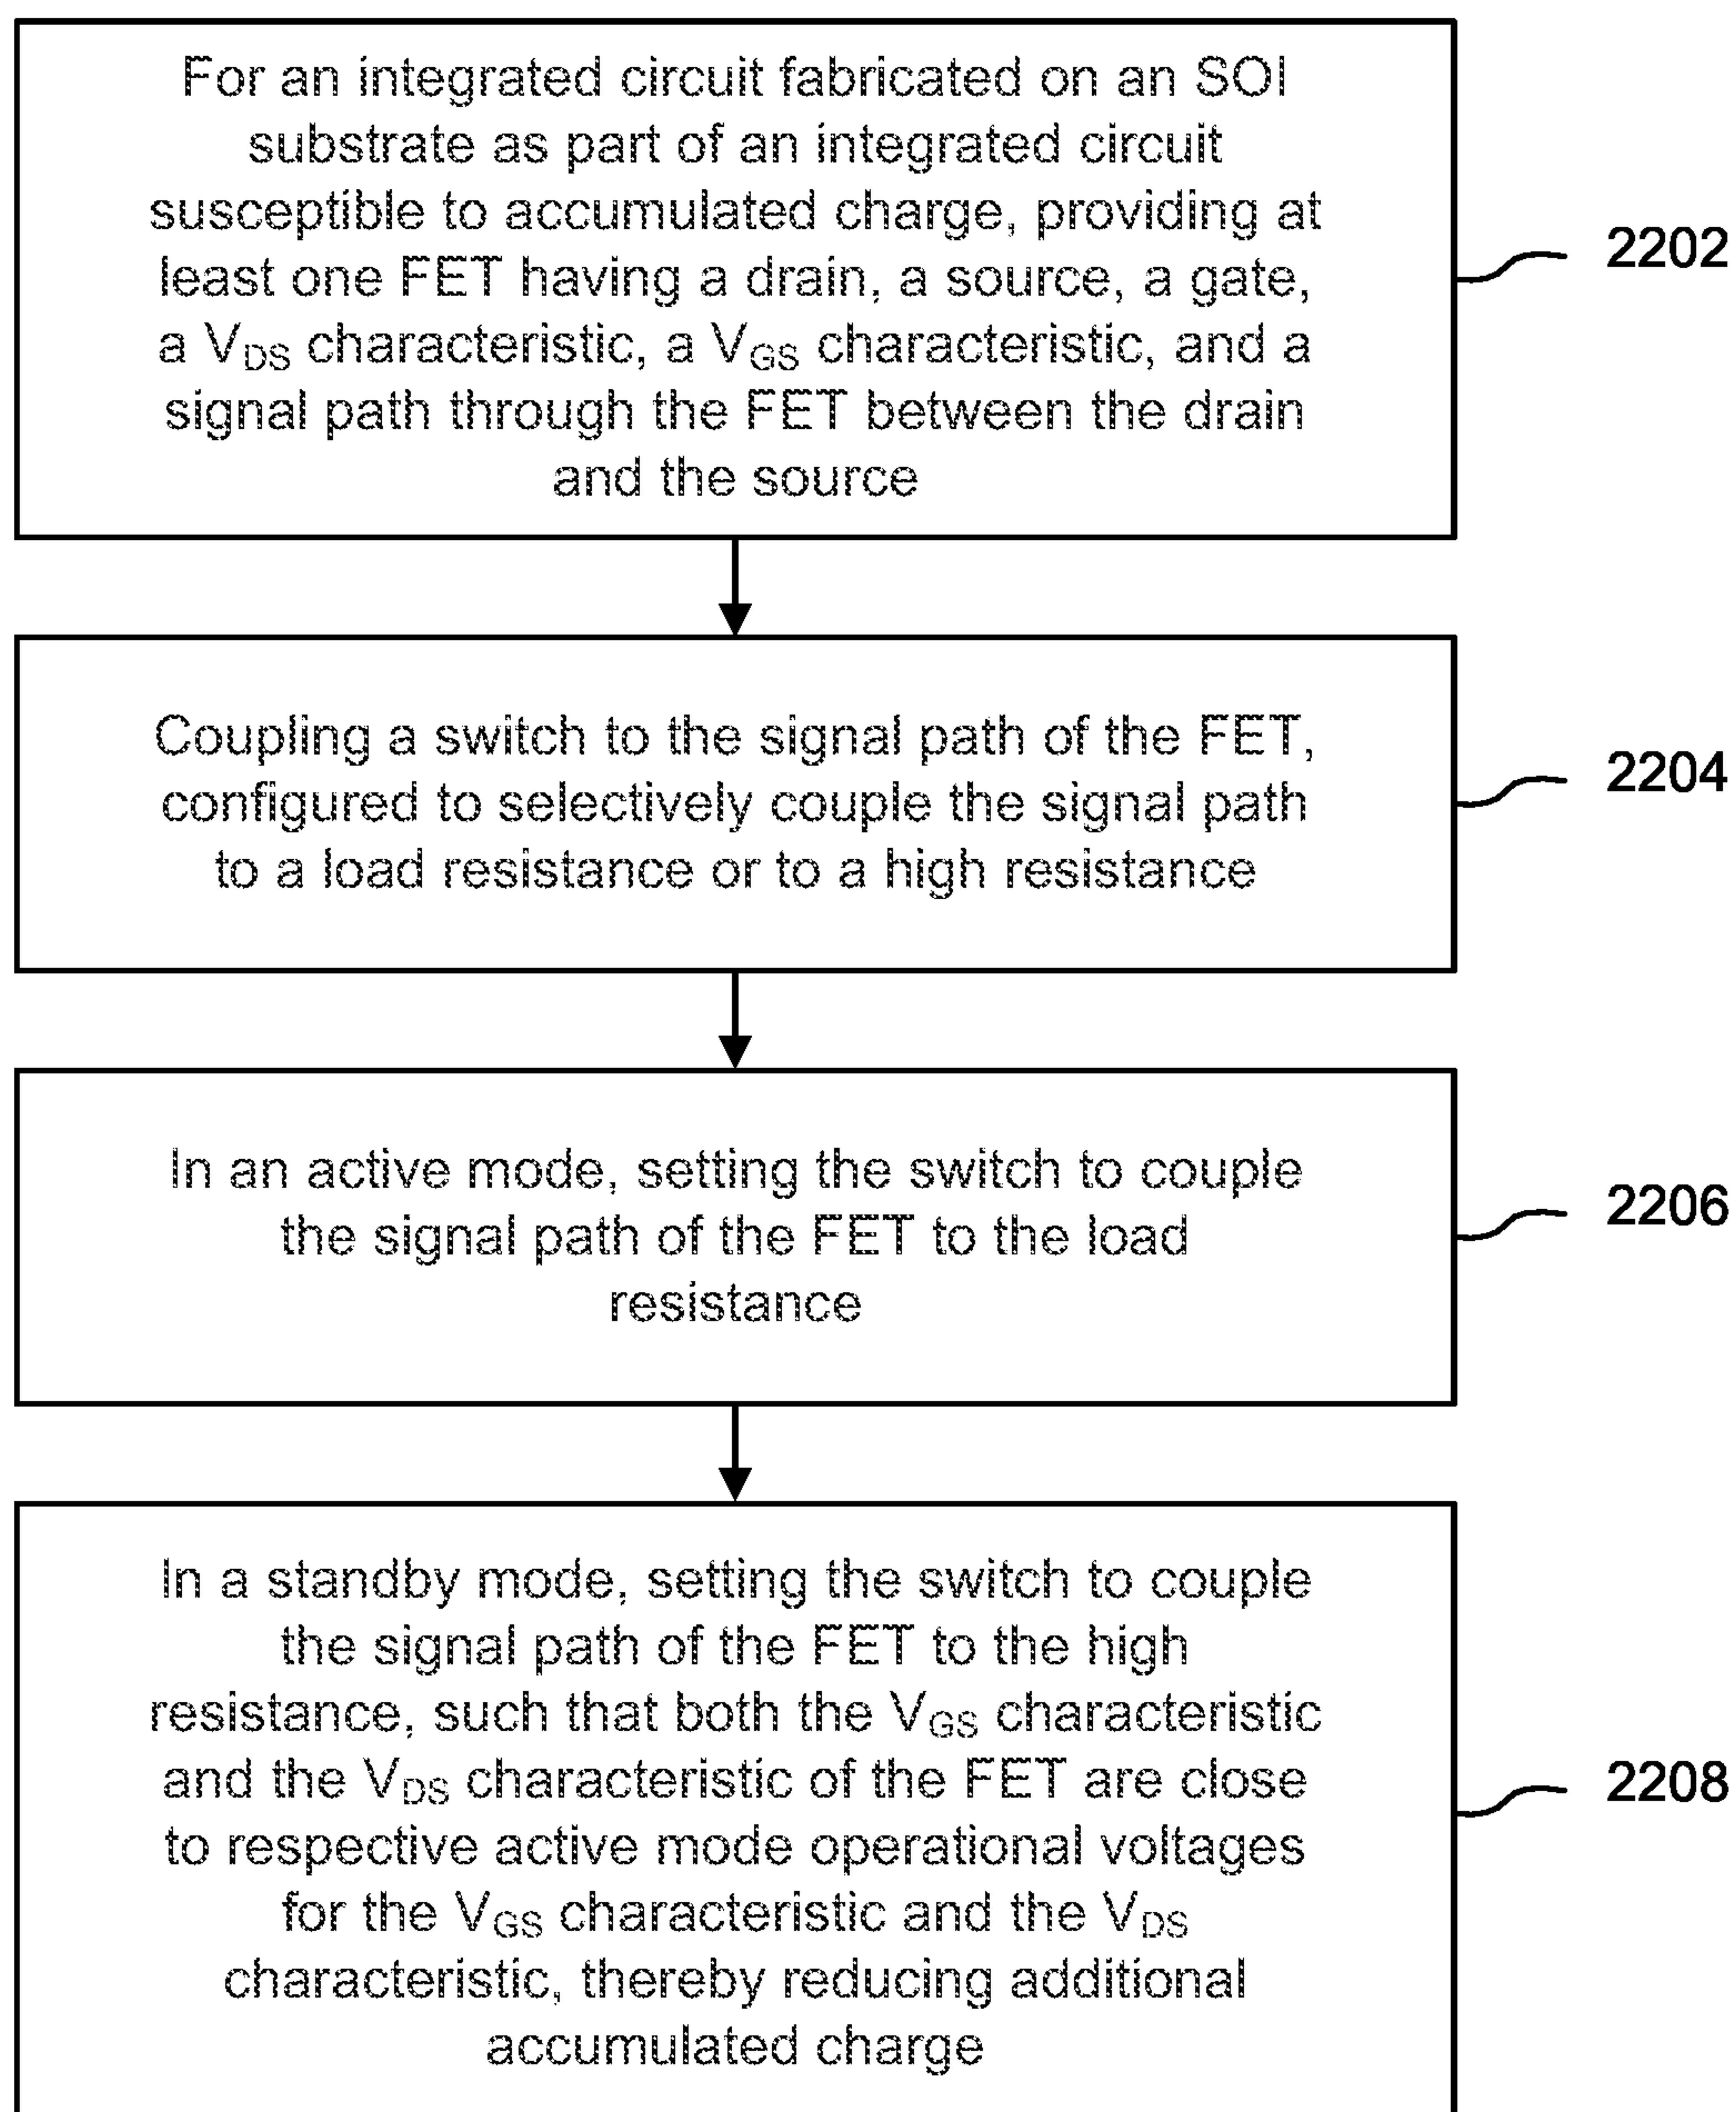 For an integrated circuit fabricated on an SOI
substrate as part of an integrated circuit
susceptible to accumulated charge, providing at
least one FET having a drain, a source, a gate,
a VDS characteristic, a VGS characteristic, and a
signal path through the FET between the drain
and the source
2202
Coupling a switch to the signal path of the FET,
configured to selectively couple the signal path
to a load resistance or to a high resistance
2204
In an active mode, setting the switch to couple
the signal path of the FET to the load
resistance
2206
In a standby mode, setting the switch to couple
the signal path of the FET to the high
resistance, such that both the VGS characteristic
and the VDS characteristic of the FET are close
to respective active mode operational voltages
for the VGS characteristic and the VDS
characteristic, thereby reducing additional
accumulated charge
2208